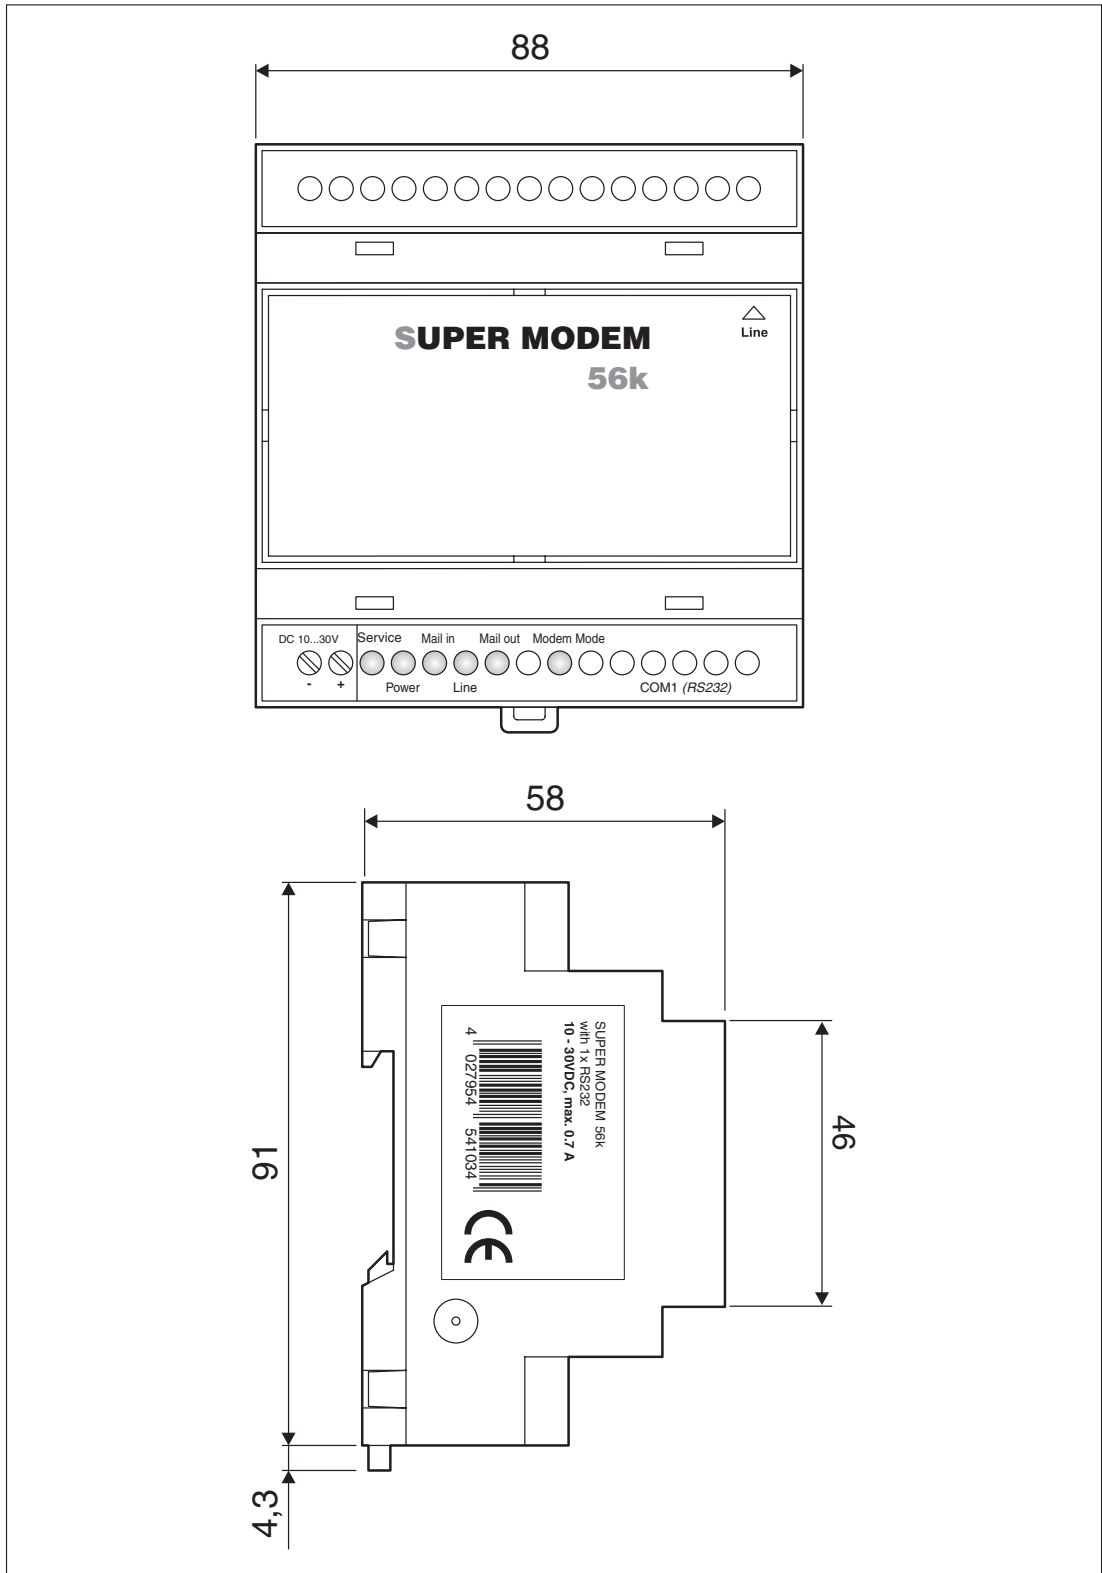 88
Line
SUPER MODEM
56k
DC 10...30V
Service
Mail in
Mail out
Modem Mode
-
+
Power
Line
COM1 (RS232)
58
91
46
4,3
SUPER MODEM 56k
with 1x RS232
10 - 30VDC, max. 0.7 A
4 027954 541034
CE